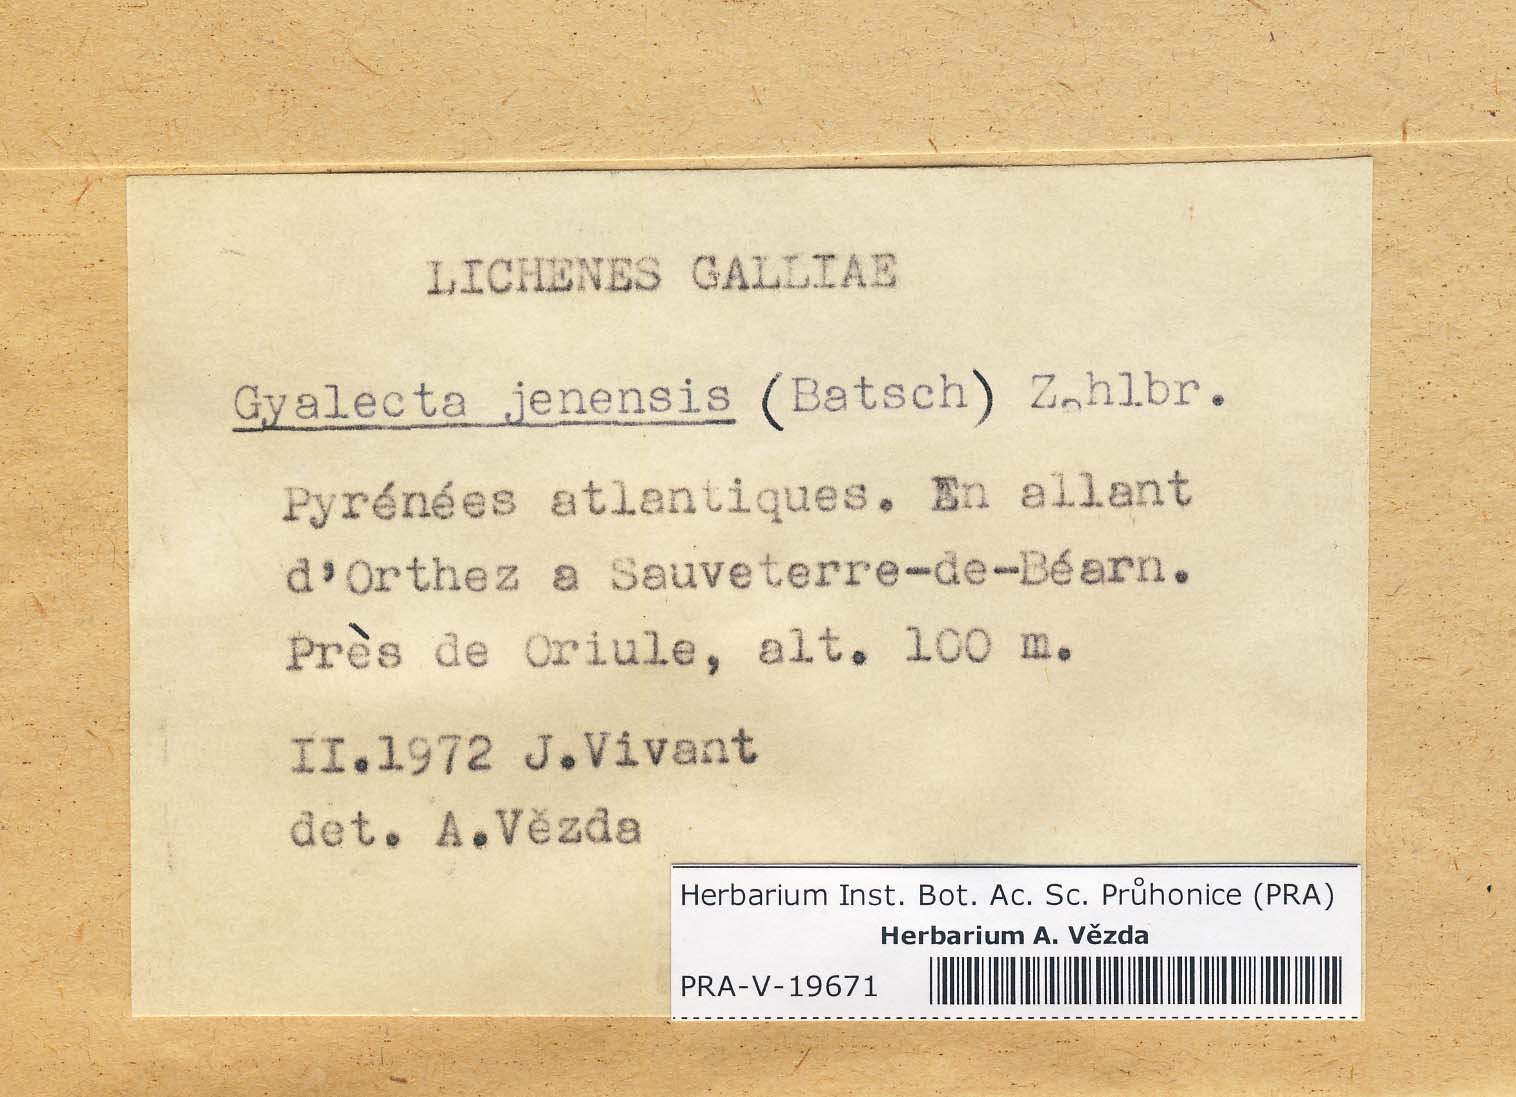 LICHENES GALLIAE
Gyalecta jenensis (Batsch) Zahlbr.
Pyrénées atlantiques. En allant
d'Orthez a Sauveterre-de-Béarn.
Près de Oriule, alt. 100 m.
II.1972 J.Vivant
det. A.Vězda
Herbarium Inst. Bot. Ac. Sc. Průhonice (PRA)
Herbarium A. Vězda
PRA-V-19671